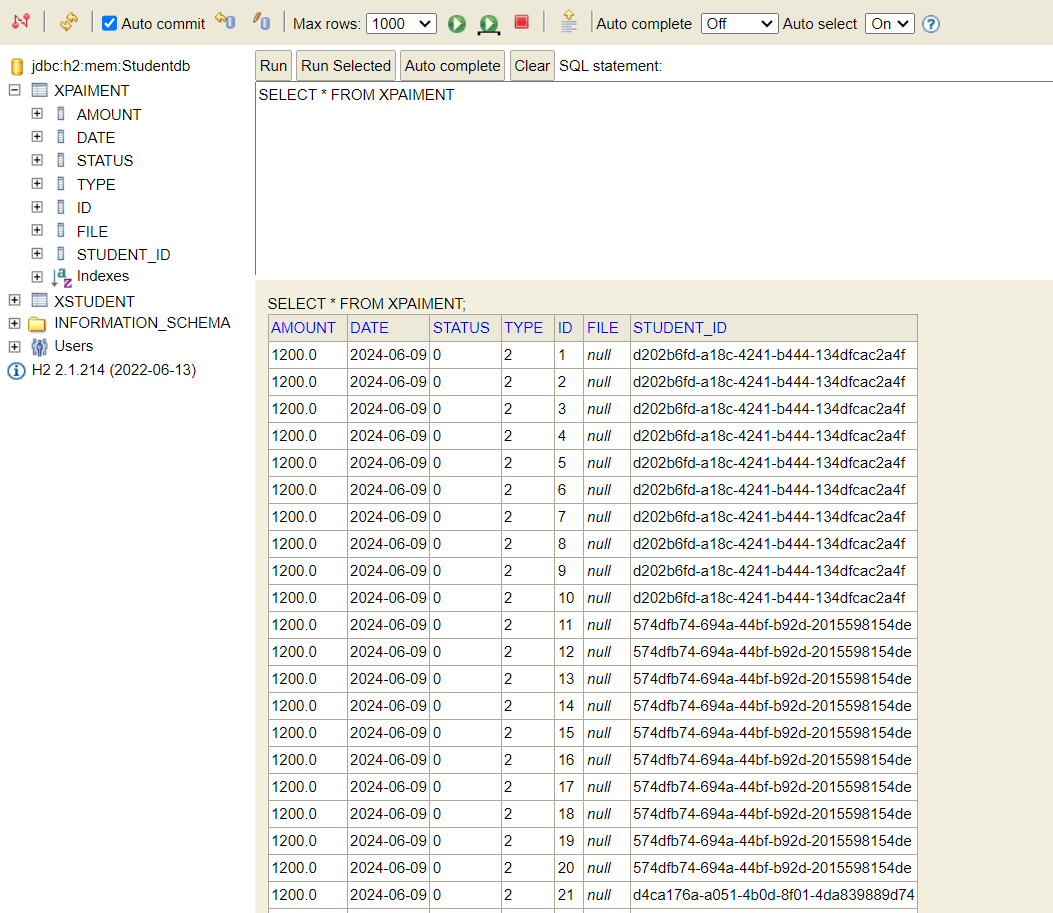 Auto commit Max rows: 1000 Auto complete Off Auto select On
jdbc:h2:mem:Studentdb
XPAIMENT
AMOUNT
DATE
STATUS
TYPE
ID
FILE
STUDENT_ID
Indexes
XSTUDENT
INFORMATION_SCHEMA
Users
H2 2.1.214 (2022-06-13)
Run Run Selected Auto complete Clear SQL statement:
SELECT * FROM XPAIMENT
SELECT * FROM XPAIMENT;
AMOUNT DATE STATUS TYPE ID FILE STUDENT_ID
1200.0 2024-06-09 0 2 1 null d202b6fd-a18c-4241-b444-134dfcac2a4f
1200.0 2024-06-09 0 2 2 null d202b6fd-a18c-4241-b444-134dfcac2a4f
1200.0 2024-06-09 0 2 3 null d202b6fd-a18c-4241-b444-134dfcac2a4f
1200.0 2024-06-09 0 2 4 null d202b6fd-a18c-4241-b444-134dfcac2a4f
1200.0 2024-06-09 0 2 5 null d202b6fd-a18c-4241-b444-134dfcac2a4f
1200.0 2024-06-09 0 2 6 null d202b6fd-a18c-4241-b444-134dfcac2a4f
1200.0 2024-06-09 0 2 7 null d202b6fd-a18c-4241-b444-134dfcac2a4f
1200.0 2024-06-09 0 2 8 null d202b6fd-a18c-4241-b444-134dfcac2a4f
1200.0 2024-06-09 0 2 9 null d202b6fd-a18c-4241-b444-134dfcac2a4f
1200.0 2024-06-09 0 2 10 null d202b6fd-a18c-4241-b444-134dfcac2a4f
1200.0 2024-06-09 0 2 11 null 574dfb74-694a-44bf-b92d-2015598154de
1200.0 2024-06-09 0 2 12 null 574dfb74-694a-44bf-b92d-2015598154de
1200.0 2024-06-09 0 2 13 null 574dfb74-694a-44bf-b92d-2015598154de
1200.0 2024-06-09 0 2 14 null 574dfb74-694a-44bf-b92d-2015598154de
1200.0 2024-06-09 0 2 15 null 574dfb74-694a-44bf-b92d-2015598154de
1200.0 2024-06-09 0 2 16 null 574dfb74-694a-44bf-b92d-2015598154de
1200.0 2024-06-09 0 2 17 null 574dfb74-694a-44bf-b92d-2015598154de
1200.0 2024-06-09 0 2 18 null 574dfb74-694a-44bf-b92d-2015598154de
1200.0 2024-06-09 0 2 19 null 574dfb74-694a-44bf-b92d-2015598154de
1200.0 2024-06-09 0 2 20 null 574dfb74-694a-44bf-b92d-2015598154de
1200.0 2024-06-09 0 2 21 null d4ca176a-a051-4b0d-8f01-4da839889d74